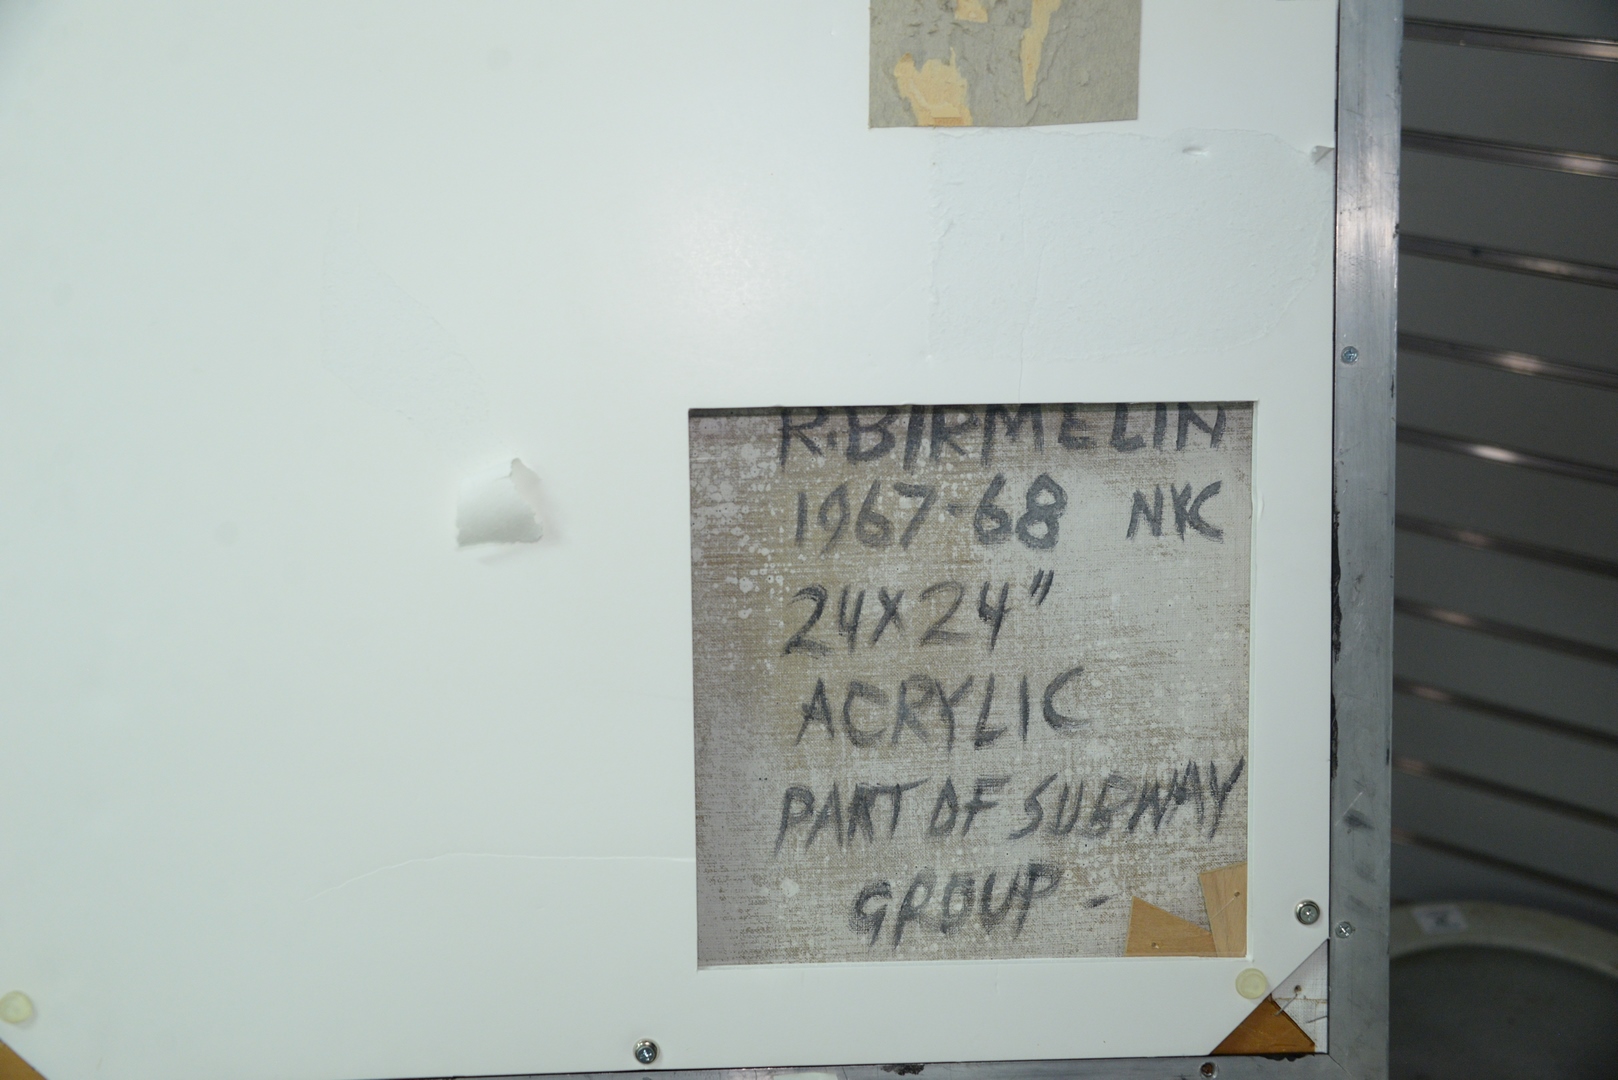 R. BIRMELIN
1967-68 NYC
24X24"
ACRYLIC
PART OF SUBWAY
GROUP -